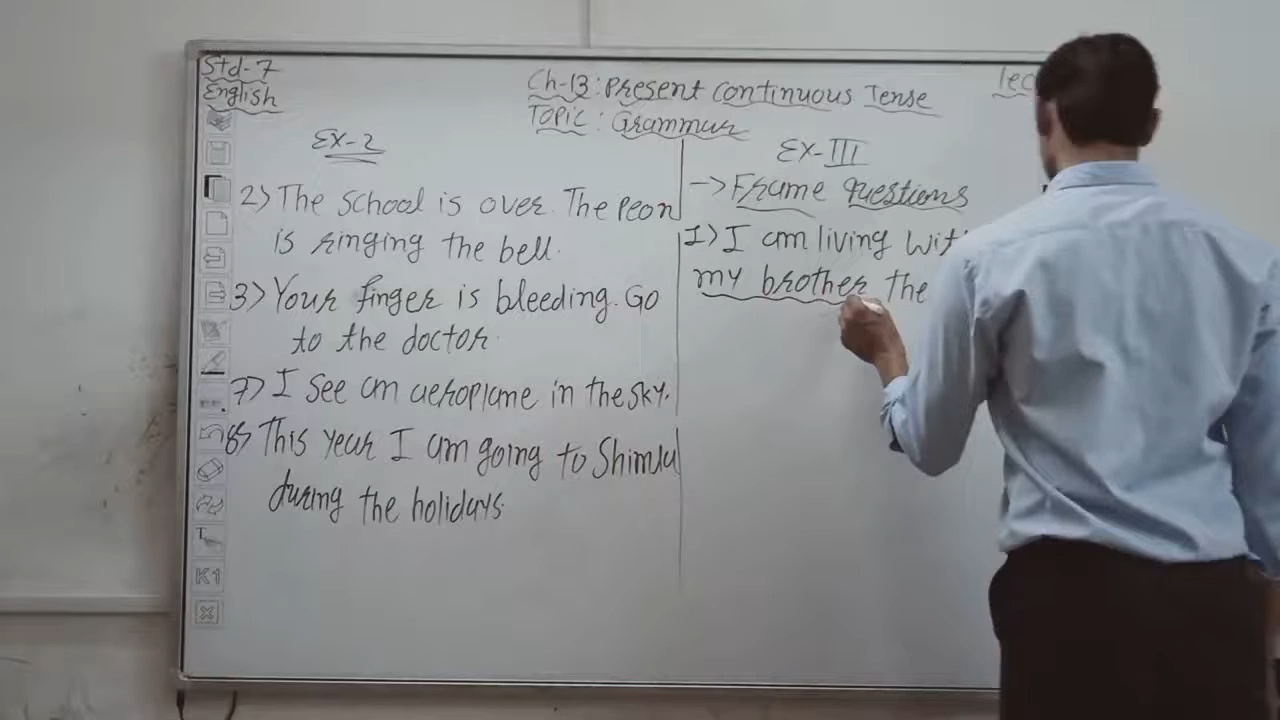 Std-7
English
Ch-13: Present Continuous Tense
Topic: Grammar
Ex-2
2) The School is over. The Peon
is ringing the bell.
3) Your finger is bleeding. Go
to the doctor.
7) I see an aeroplane in the sky.
8) This year I am going to Shimla
during the holidays.
Ex-III
-> Frame questions
1) I am living
my brother
T
K1